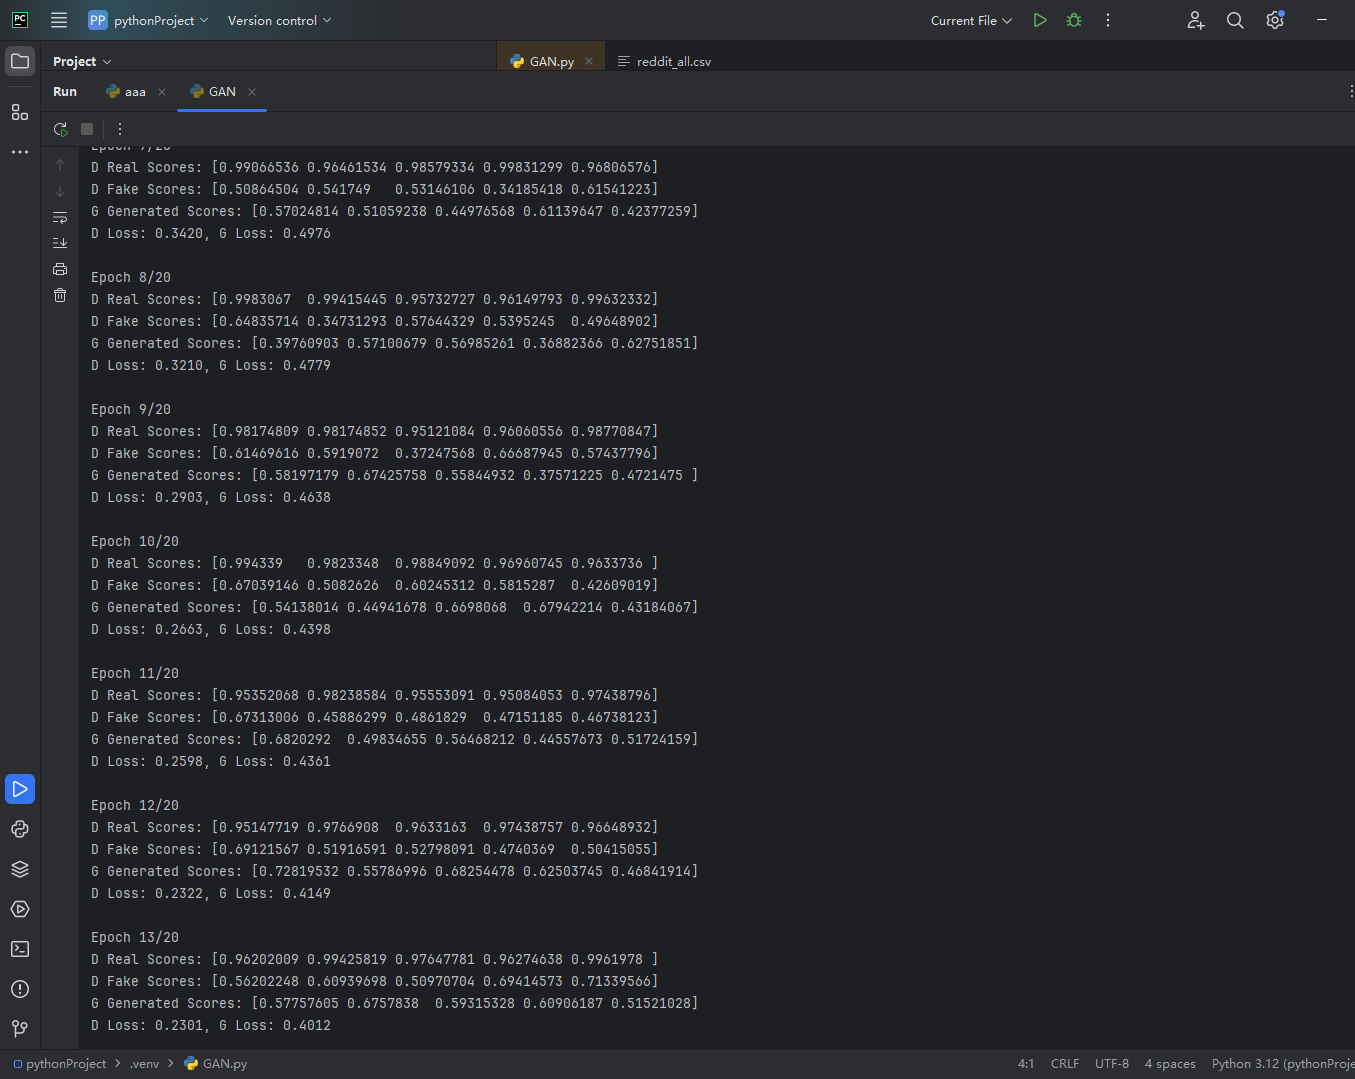 PC PP pythonProject Version control Current File
Project GAN.py reddit_all.csv
Run aaa GAN
D Real Scores: [0.99066536 0.96461534 0.98579334 0.99831299 0.96806576]
D Fake Scores: [0.50864504 0.541749   0.53146106 0.34185418 0.61541223]
G Generated Scores: [0.57024814 0.51059238 0.44976568 0.61139647 0.42377259]
D Loss: 0.3420, G Loss: 0.4976
Epoch 8/20
D Real Scores: [0.9983067  0.99415445 0.95732727 0.96149793 0.99632332]
D Fake Scores: [0.64835714 0.34731293 0.57644329 0.5395245  0.49648902]
G Generated Scores: [0.39760903 0.57100679 0.56985261 0.36882366 0.62751851]
D Loss: 0.3210, G Loss: 0.4779
Epoch 9/20
D Real Scores: [0.98174809 0.98174852 0.95121084 0.96060556 0.98770847]
D Fake Scores: [0.61469616 0.5919072  0.37247568 0.66687945 0.57437796]
G Generated Scores: [0.58197179 0.67425758 0.55844932 0.37571225 0.4721475 ]
D Loss: 0.2903, G Loss: 0.4638
Epoch 10/20
D Real Scores: [0.994339   0.9823348  0.98849092 0.96960745 0.9633736 ]
D Fake Scores: [0.67039146 0.5082626  0.60245312 0.5815287  0.42609019]
G Generated Scores: [0.54138014 0.44941678 0.6698068  0.67942214 0.43184067]
D Loss: 0.2663, G Loss: 0.4398
Epoch 11/20
D Real Scores: [0.95352068 0.98238584 0.95553091 0.95084053 0.97438796]
D Fake Scores: [0.67313006 0.45886299 0.4861829  0.47151185 0.46738123]
G Generated Scores: [0.6820292  0.49834655 0.56468212 0.44557673 0.51724159]
D Loss: 0.2598, G Loss: 0.4361
Epoch 12/20
D Real Scores: [0.95147719 0.9766908  0.9633163  0.97438757 0.96648932]
D Fake Scores: [0.69121567 0.51916591 0.52798091 0.4740369  0.50415055]
G Generated Scores: [0.72819532 0.55786996 0.68254478 0.62503745 0.46841914]
D Loss: 0.2322, G Loss: 0.4149
Epoch 13/20
D Real Scores: [0.96202009 0.99425819 0.97647781 0.96274638 0.9961978 ]
D Fake Scores: [0.56202248 0.60939698 0.50970704 0.69414573 0.71339566]
G Generated Scores: [0.57757605 0.6757838  0.59315328 0.60906187 0.51521028]
D Loss: 0.2301, G Loss: 0.4012
pythonProject > .venv > GAN.py 4:1 CRLF UTF-8 4 spaces Python 3.12 (pythonProje